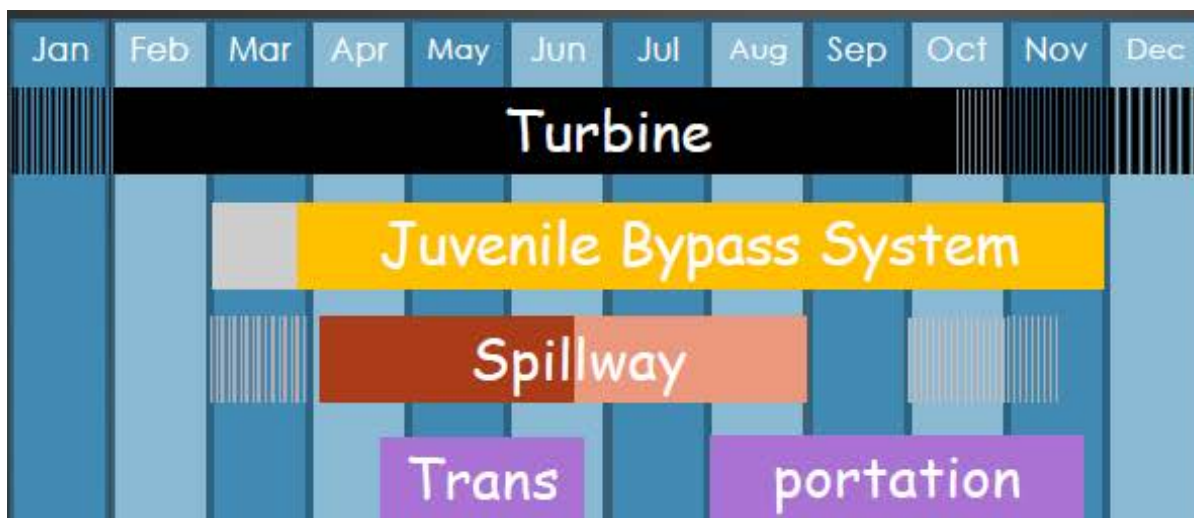 Jan Feb Mar Apr May Jun Jul Aug Sep Oct Nov Dec
Turbine
Juvenile Bypass System
Spillway
Trans portation